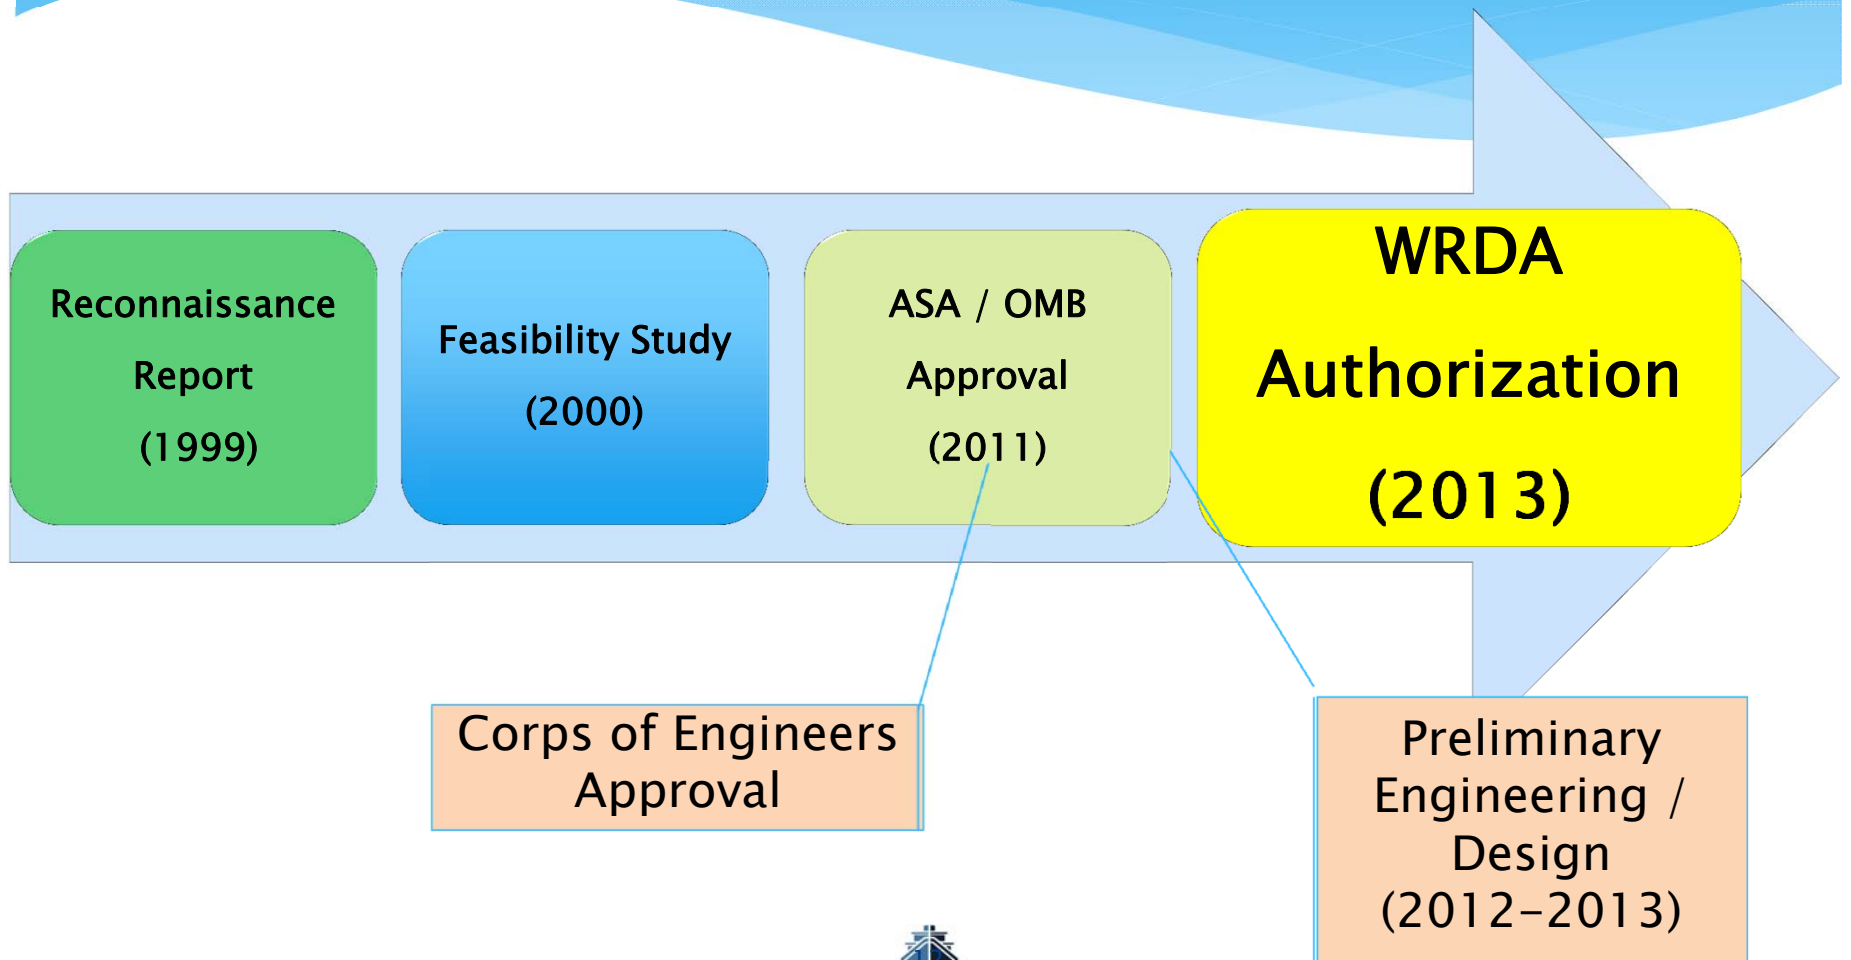 Reconnaissance
Report
(1999)
Feasibility Study
(2000)
ASA / OMB
Approval
(2011)
WRDA
Authorization
(2013)
Corps of Engineers
Approval
Preliminary
Engineering /
Design
(2012-2013)